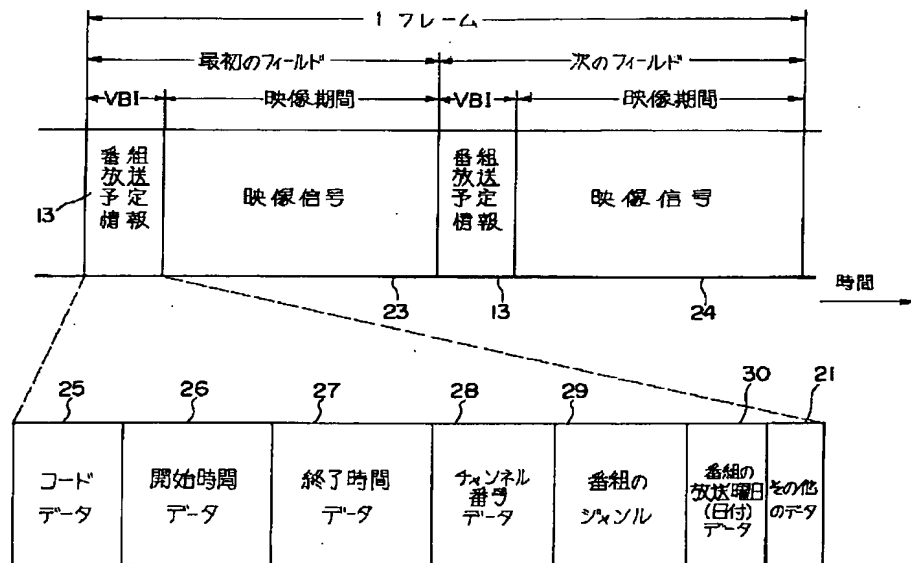 1 フレーム
最初のフィールド
次のフィールド
VBI
映像期間
VBI
映像期間
番組
放送
予定
情報
映像信号
番組
放送
予定
情報
映像信号
13
23
13
24
時間
25
26
27
28
29
30
21
コード
データ
開始時間
データ
終了時間
データ
チャンネル
番号
データ
番組の
ジャンル
番組の
放送曜日
(日付)
データ
その他
のデータ